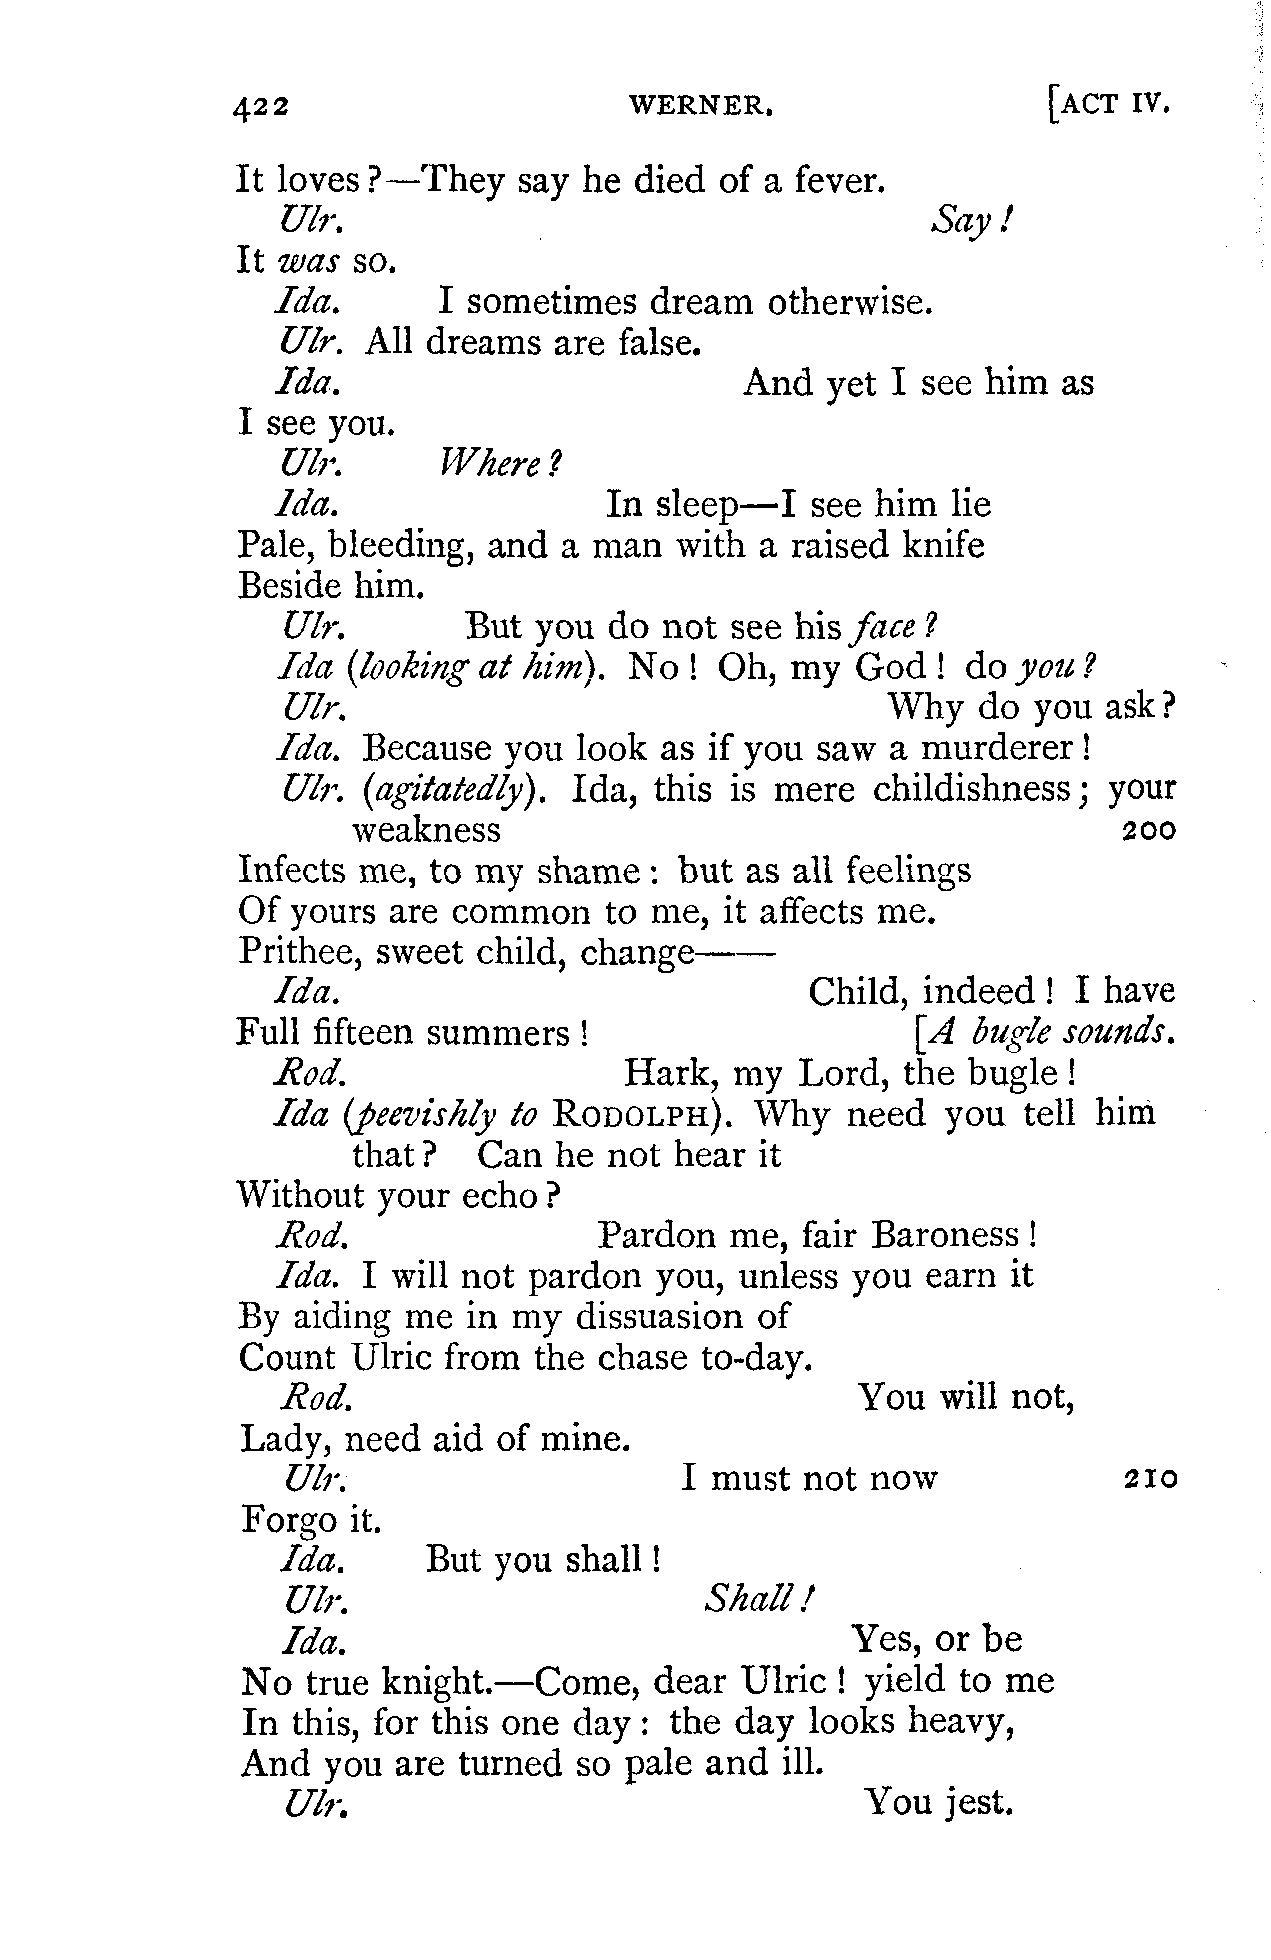 422 WERNER. [ACT IV.
It loves?—They say he died of a fever.
Ulr. Say!
It was so.
Ida. I sometimes dream otherwise.
Ulr. All dreams are false.
Ida. And yet I see him as
I see you.
Ulr. Where?
Ida. In sleep—I see him lie
Pale, bleeding, and a man with a raised knife
Beside him.
Ulr. But you do not see his face?
Ida (looking at him). No! Oh, my God! do you?
Ulr. Why do you ask?
Ida. Because you look as if you saw a murderer!
Ulr. (agitatedly). Ida, this is mere childishness; your
weakness 200
Infects me, to my shame: but as all feelings
Of yours are common to me, it affects me.
Prithee, sweet child, change——
Ida. Child, indeed! I have
Full fifteen summers! [A bugle sounds.
Rod. Hark, my Lord, the bugle!
Ida (peevishly to RODOLPH). Why need you tell him
that? Can he not hear it
Without your echo?
Rod. Pardon me, fair Baroness!
Ida. I will not pardon you, unless you earn it
By aiding me in my dissuasion of
Count Ulric from the chase to-day.
Rod. You will not,
Lady, need aid of mine.
Ulr. I must not now 210
Forgo it.
Ida. But you shall!
Ulr. Shall!
Ida. Yes, or be
No true knight.—Come, dear Ulric! yield to me
In this, for this one day: the day looks heavy,
And you are turned so pale and ill.
Ulr. You jest.